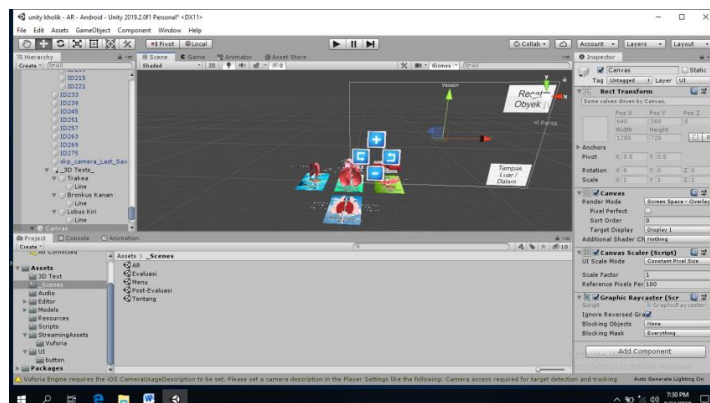 unity kholik - AR - Android - Unity 2019.2.0f1 Personal* <DX11>
File Edit Assets GameObject Component Window Help
Pivot Local
Collab
Account Layers Layout
Hierarchy
Create
Scene Game Animator Asset Store
Shaded 2D Gizmos
Inspector
Canvas Static
Tag Untagged Layer UI
Rect Transform
Some values driven by Canvas.
Pos X Pos Y Pos Z
640 360 0
Width Height
1280 720
Anchors
Pivot X 0.5 Y 0.5
Rotation X 0 Y 0 Z 0
Scale X 1 Y 1 Z 1
ID215
ID221
ID233
ID239
ID245
ID251
ID257
ID263
ID269
ID275
skp_camera_Last_Sav
_3D Texts_
Trakea
Line
Bronkus Kanan
Line
Lobus Kiri
Line
Canvas
y
x
Persp
Obyek
Tampak
Luar /
Dalam
Canvas
Render Mode Screen Space - Overlay
Pixel Perfect
Sort Order 0
Target Display Display 1
Additional Shader Ch Nothing
Canvas Scaler (Script)
UI Scale Mode Constant Pixel Size
Scale Factor 1
Reference Pixels Per 100
Graphic Raycaster (Scr
Script GraphicRaycaster
Ignore Reversed Gra
Blocking Objects None
Blocking Mask Everything
Add Component
Project Console Animation
Create
10
AR Connected
Assets
3D Text
_Scenes
Audio
Editor
Models
Resources
Scripts
StreamingAssets
Vuforia
UI
button
Packages
Assets > _Scenes
AR
Evaluasi
Menu
Post-Evaluasi
Tentang
Vuforia Engine requires the iOS CameraUsageDescription to be set. Please set a camera description in the Player Settings like the following: Camera access required for target detection and tracking
Auto Generate Lighting On
7:30 PM